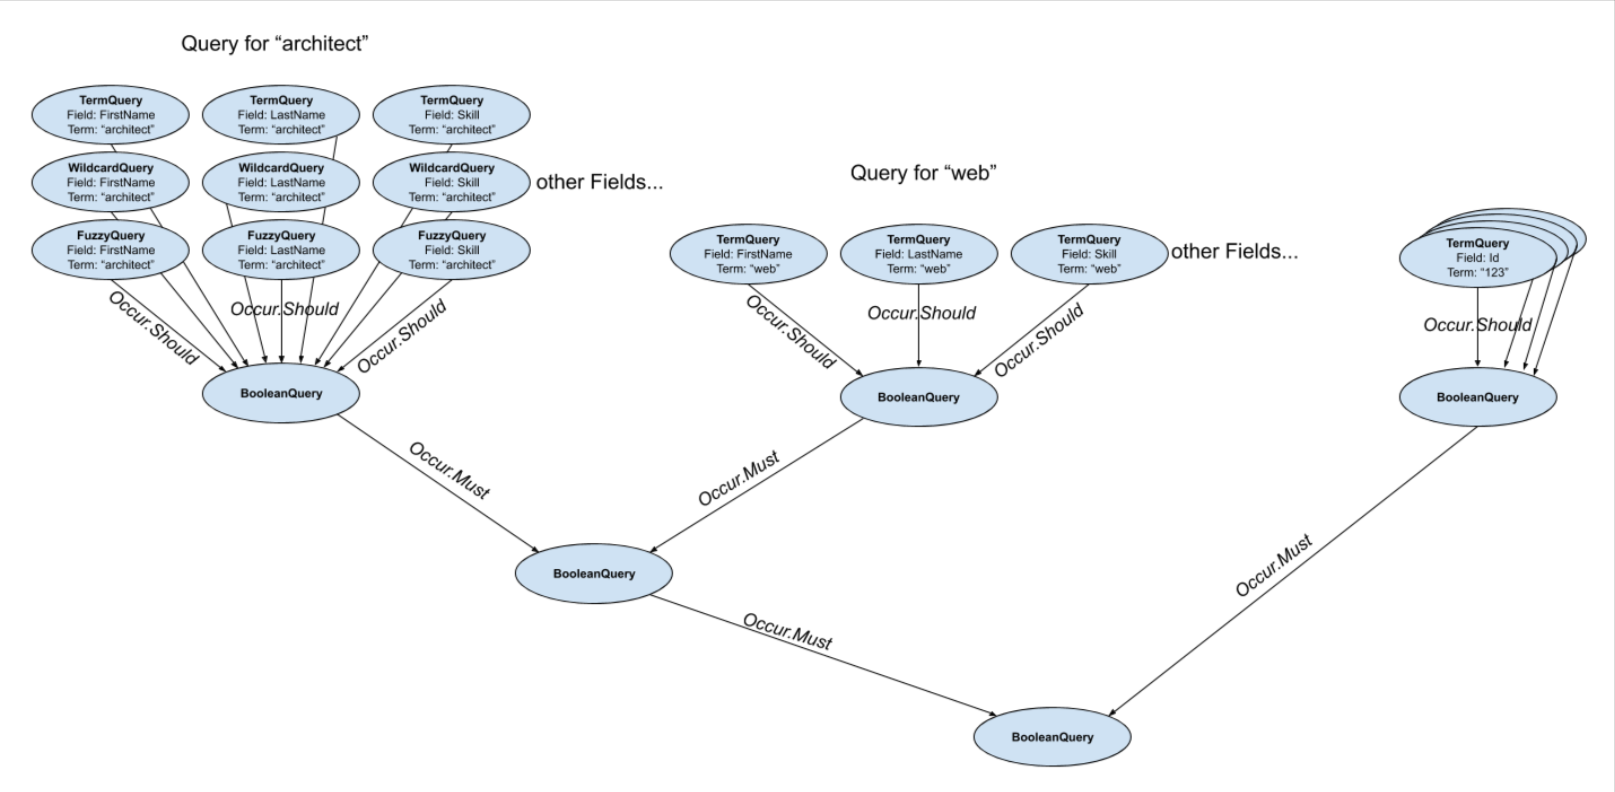 Query for “architect”
TermQuery
Field: FirstName
Term: “architect”
TermQuery
Field: LastName
Term: “architect”
TermQuery
Field: Skill
Term: “architect”
WildcardQuery
Field: FirstName
Term: “architect”
WildcardQuery
Field: LastName
Term: “architect”
WildcardQuery
Field: Skill
Term: “architect”
other Fields...
FuzzyQuery
Field: FirstName
Term: “architect”
FuzzyQuery
Field: LastName
Term: “architect”
FuzzyQuery
Field: Skill
Term: “architect”
Occur.Should
Occur.Should
Occur.Should
BooleanQuery
Query for “web”
TermQuery
Field: FirstName
Term: “web”
TermQuery
Field: LastName
Term: “web”
TermQuery
Field: Skill
Term: “web”
other Fields...
Occur.Should
Occur.Should
Occur.Should
BooleanQuery
TermQuery
Field: Id
Term: “123”
Occur.Should
BooleanQuery
Occur.Must
Occur.Must
BooleanQuery
Occur.Must
Occur.Must
BooleanQuery